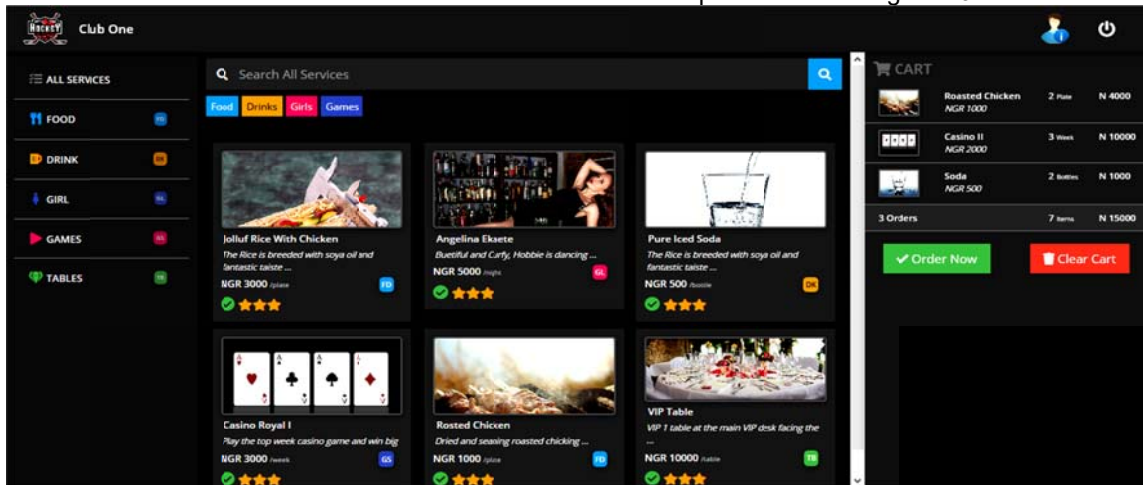 HOCKEY
Club One
ALL SERVICES
FOOD FD
DRINK DK
GIRL GL
GAMES GS
TABLES TB
Search All Services
Food Drinks Girls Games
Jolluf Rice With Chicken
The Rice is breeded with soya oil and
fantastic taiste ...
NGR 3000 /plate FD
Angelina Eksete
Buetiful and Curfy, Hobbie is dancing ...
NGR 5000 /night GL
Pure Iced Soda
The Rice is breeded with soya oil and
fantastic taiste ...
NGR 500 /bottle DK
Casino Royal I
Play the top week casino game and win big
NGR 3000 /week GS
Rosted Chicken
Dried and seasing roasted chicking ...
NGR 1000 /plate FD
VIP Table
VIP 1 table at the main VIP desk facing the
...
NGR 10000 /table TB
CART
Roasted Chicken 2 Plate N 4000
NGR 1000
Casino II 3 Week N 10000
NGR 2000
Soda 2 Bottles N 1000
NGR 500
3 Orders 7 Items N 15000
Order Now Clear Cart